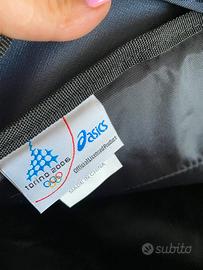 TORINO 2006
asics
Official Licensed Product
MADE IN CHINA
subito